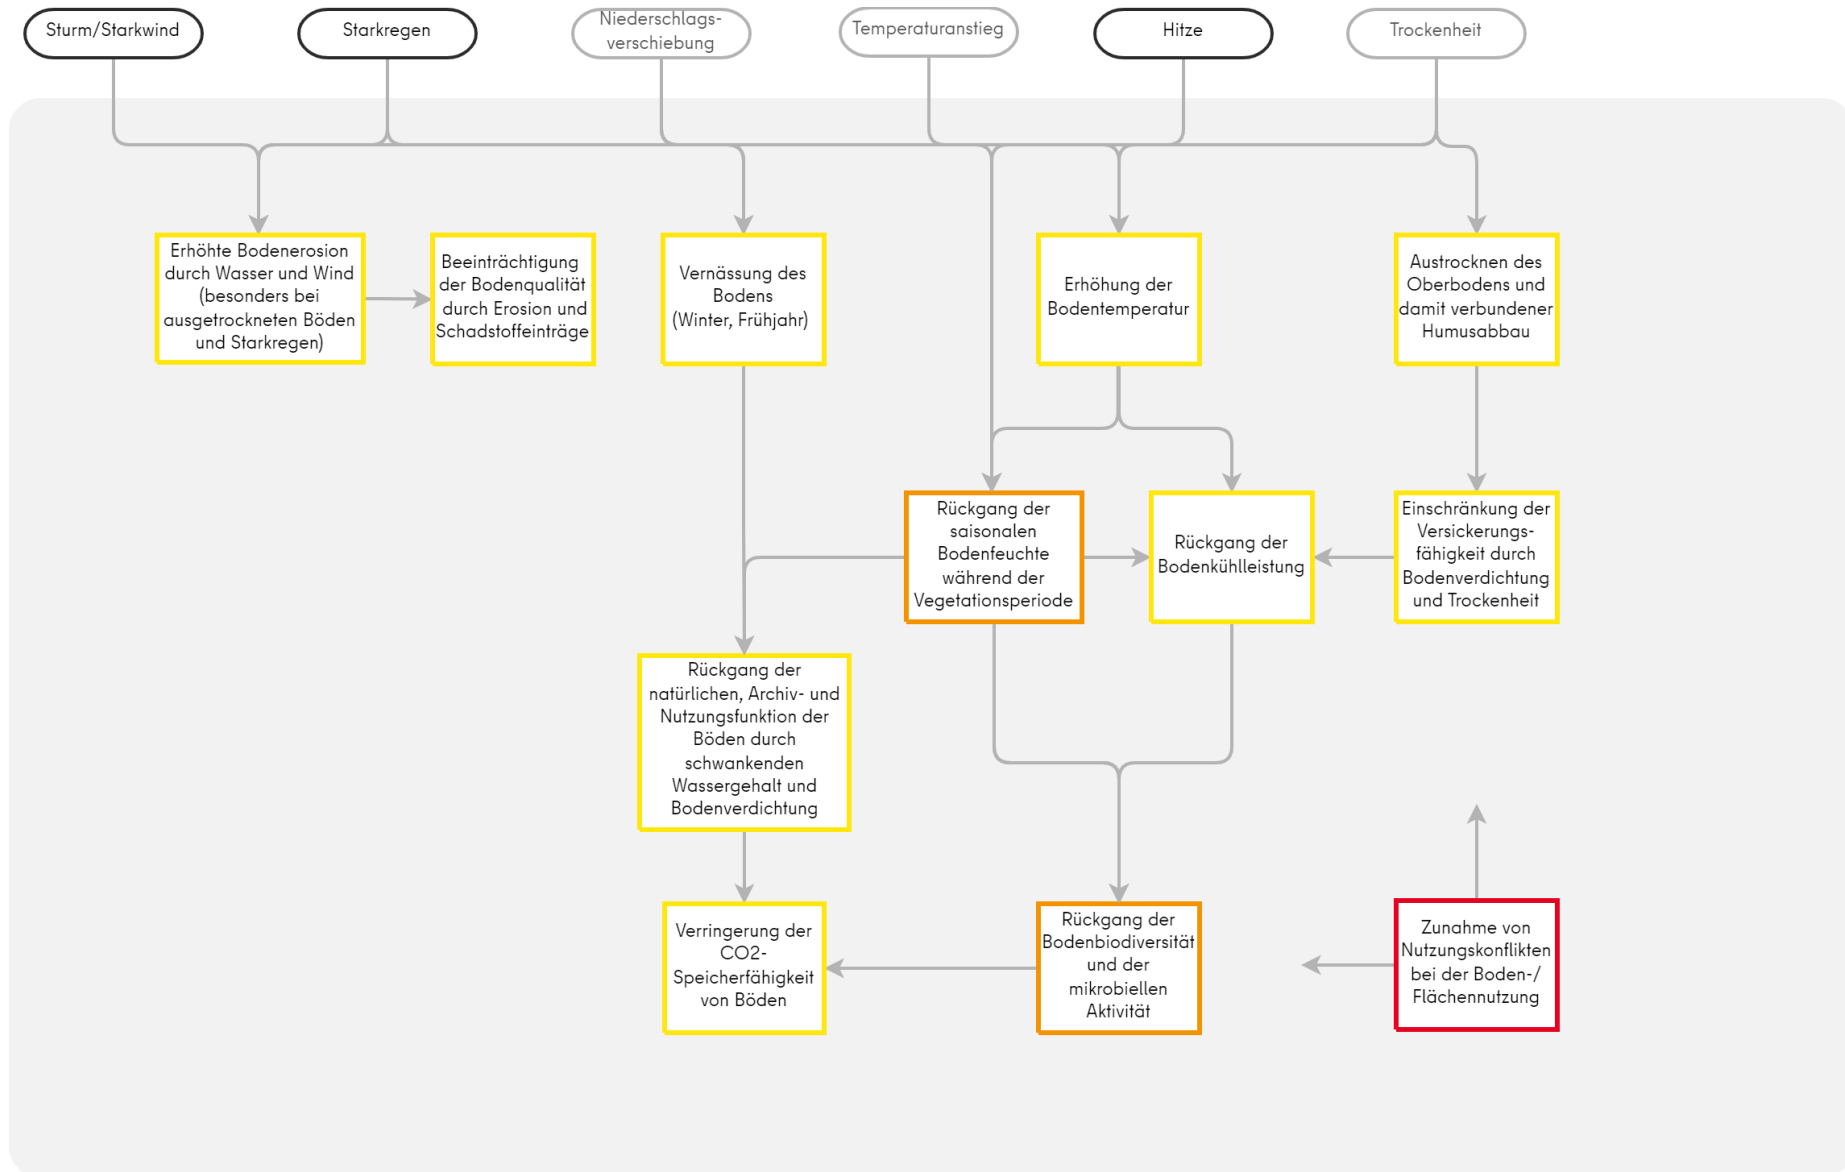 Sturm/Starkwind
Starkregen
Niederschlags-
verschiebung
Temperaturanstieg
Hitze
Trockenheit
Erhöhte Bodenerosion
durch Wasser und Wind
(besonders bei
ausgetrockneten Böden
und Starkregen)
Beeinträchtigung
der Bodenqualität
durch Erosion und
Schadstoffeinträge
Vernässung des
Bodens
(Winter, Frühjahr)
Erhöhung der
Bodentemperatur
Austrocknen des
Oberbodens und
damit verbundener
Humusabbau
Rückgang der
saisonalen
Bodenfeuchte
während der
Vegetationsperiode
Rückgang der
Bodenkühlleistung
Einschränkung der
Versickerungs-
fähigkeit durch
Bodenverdichtung
und Trockenheit
Rückgang der
natürlichen, Archiv- und
Nutzungsfunktion der
Böden durch
schwankenden
Wassergehalt und
Bodenverdichtung
Verringerung der
CO2-
Speicherfähigkeit
von Böden
Rückgang der
Bodenbiodiversität
und der
mikrobiellen
Aktivität
Zunahme von
Nutzungskonflikten
bei der Boden-/
Flächennutzung